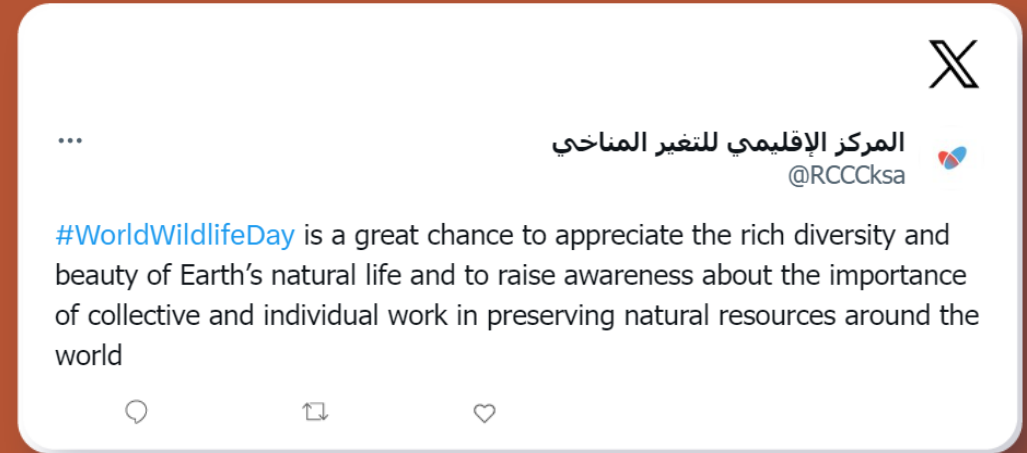 المركز الإقليمي للتغير المناخي
@RCCCksa
#WorldWildlifeDay is a great chance to appreciate the rich diversity and
beauty of Earth’s natural life and to raise awareness about the importance
of collective and individual work in preserving natural resources around the
world